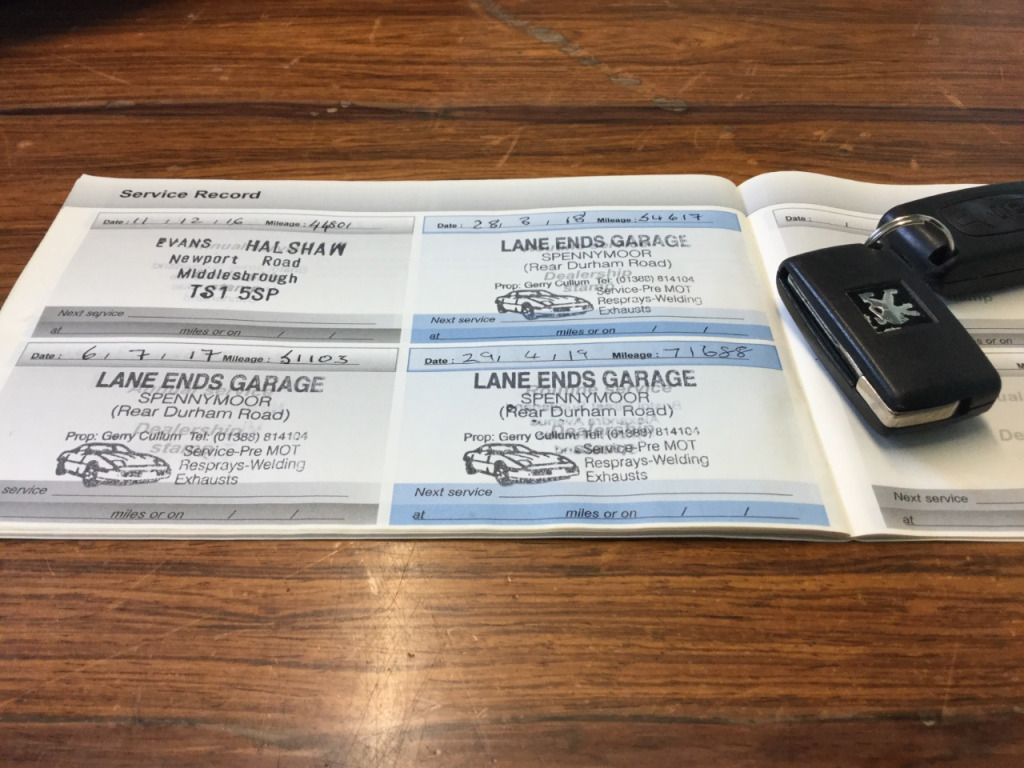 Service Record
Date: 11, 12, 16 Mileage: 44801
EVANS HALSHAW
Newport Road
Middlesbrough
TS1 5SP
Next service
at miles or on / /
Date: 28, 3, 18 Mileage: 54617
LANE ENDS GARAGE
SPENNYMOOR
(Rear Durham Road)
Dealership
Prop: Gerry Cullum Tel: (01388) 814104
stamp
Service-Pre MOT
Resprays-Welding
Exhausts
Next service
at miles or on / /
Date: 6, 7, 17 Mileage: 51103
LANE ENDS GARAGE
SPENNYMOOR
(Rear Durham Road)
Dealership
Prop: Gerry Cullum Tel: (01388) 814104
stamp
Service-Pre MOT
Resprays-Welding
Exhausts
service
miles or on / /
Date: 29, 4, 19 Mileage: 71688
LANE ENDS GARAGE
SPENNYMOOR
(Rear Durham Road)
Dealership
Prop: Gerry Cullum Tel: (01388) 814104
Service-Pre MOT
Resprays-Welding
Exhausts
Next service
at miles or on / /
Date:
Next service
at